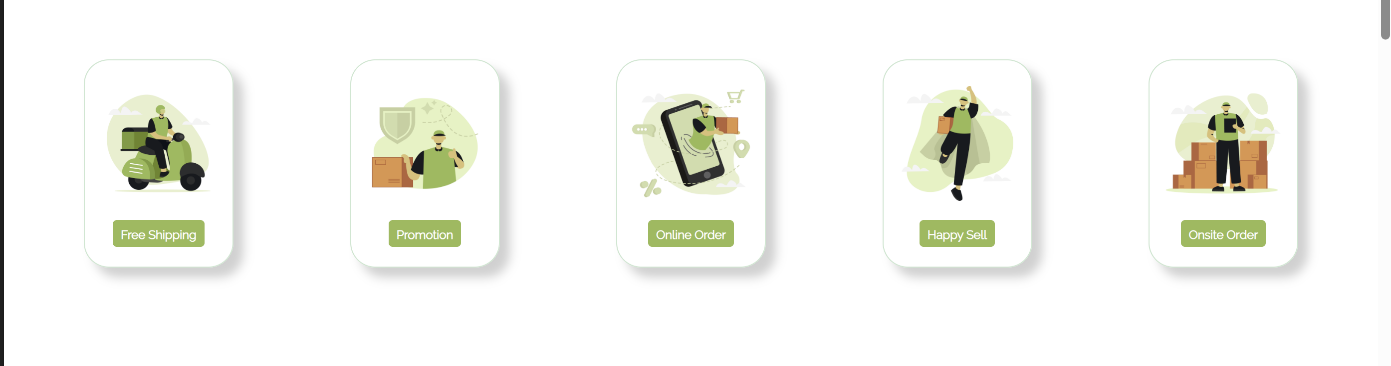 Free Shipping
Promotion
Online Order
Happy Sell
Onsite Order